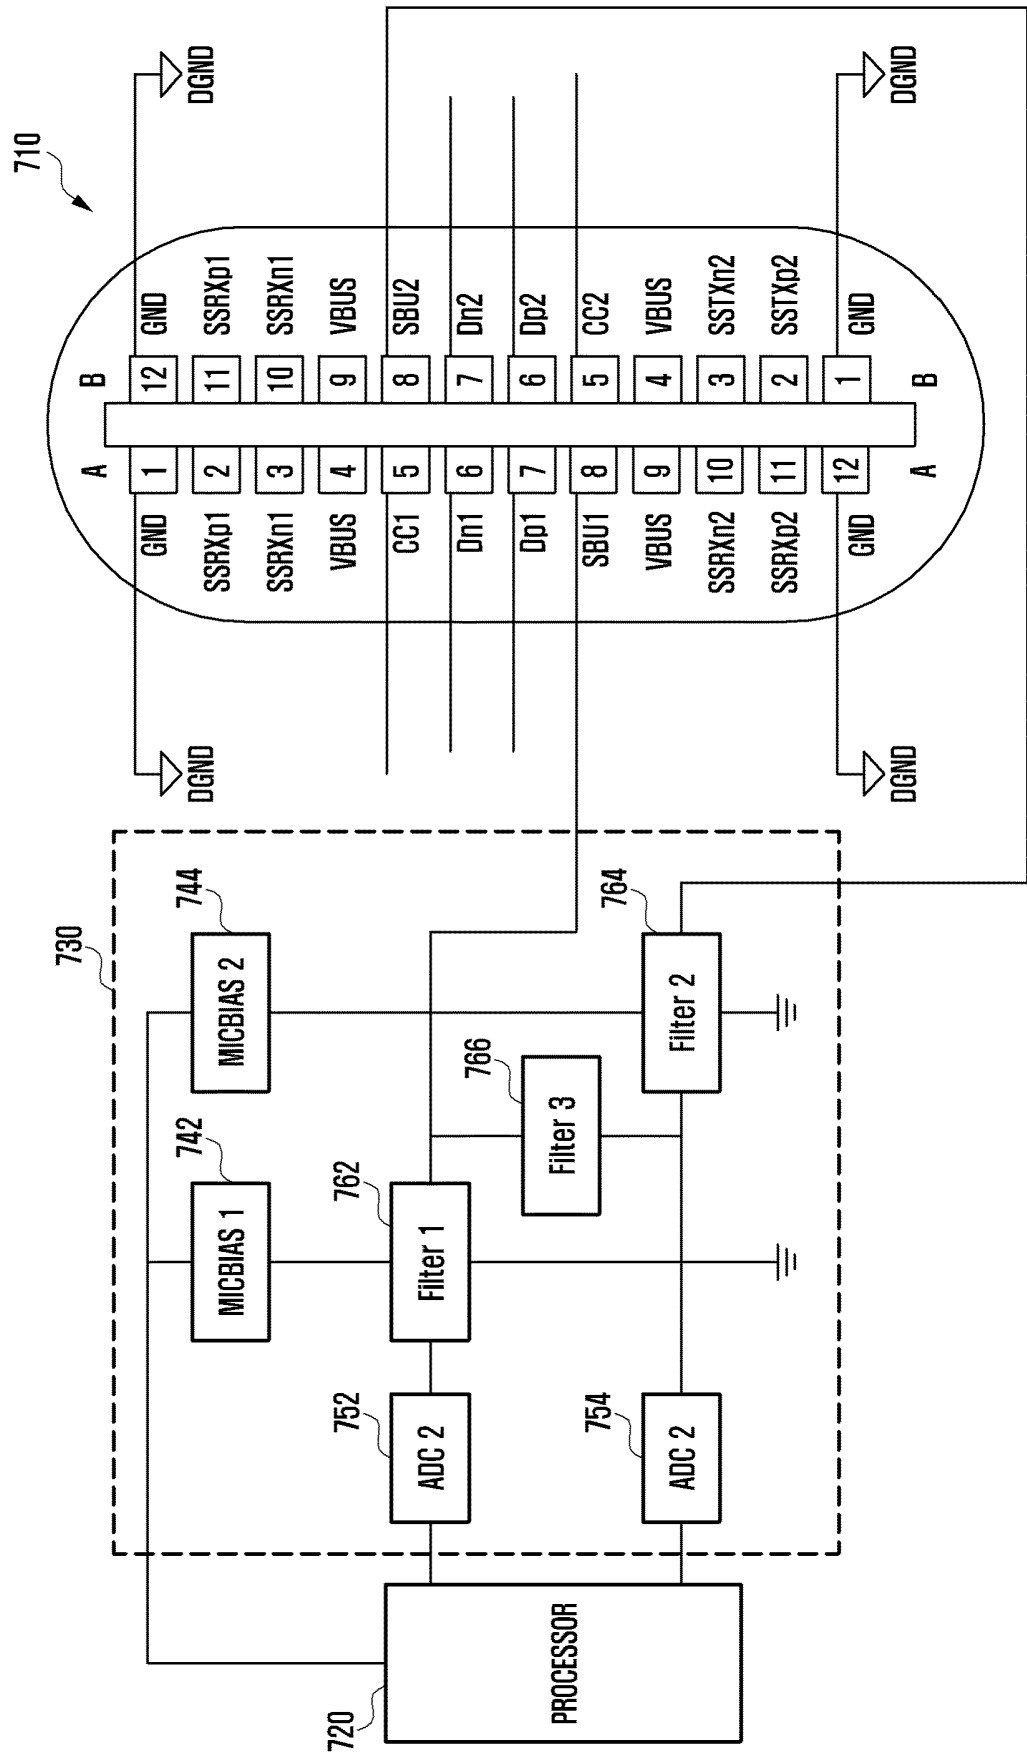 710
730
DGND
DGND
A
B
GND
1
12
GND
SSRXp1
2
11
SSRXp1
SSRXn1
3
10
SSRXn1
VBUS
4
9
VBUS
CC1
5
8
SBU2
Dn1
6
7
Dn2
Dp1
7
6
Dp2
SBU1
8
5
CC2
VBUS
9
4
VBUS
SSRXn2
10
3
SSTXn2
SSRXp2
11
2
SSTXp2
GND
12
1
GND
A
B
DGND
DGND
742
MICBIAS 1
744
MICBIAS 2
752
ADC 2
762
Filter 1
766
Filter 3
754
ADC 2
764
Filter 2
720
PROCESSOR